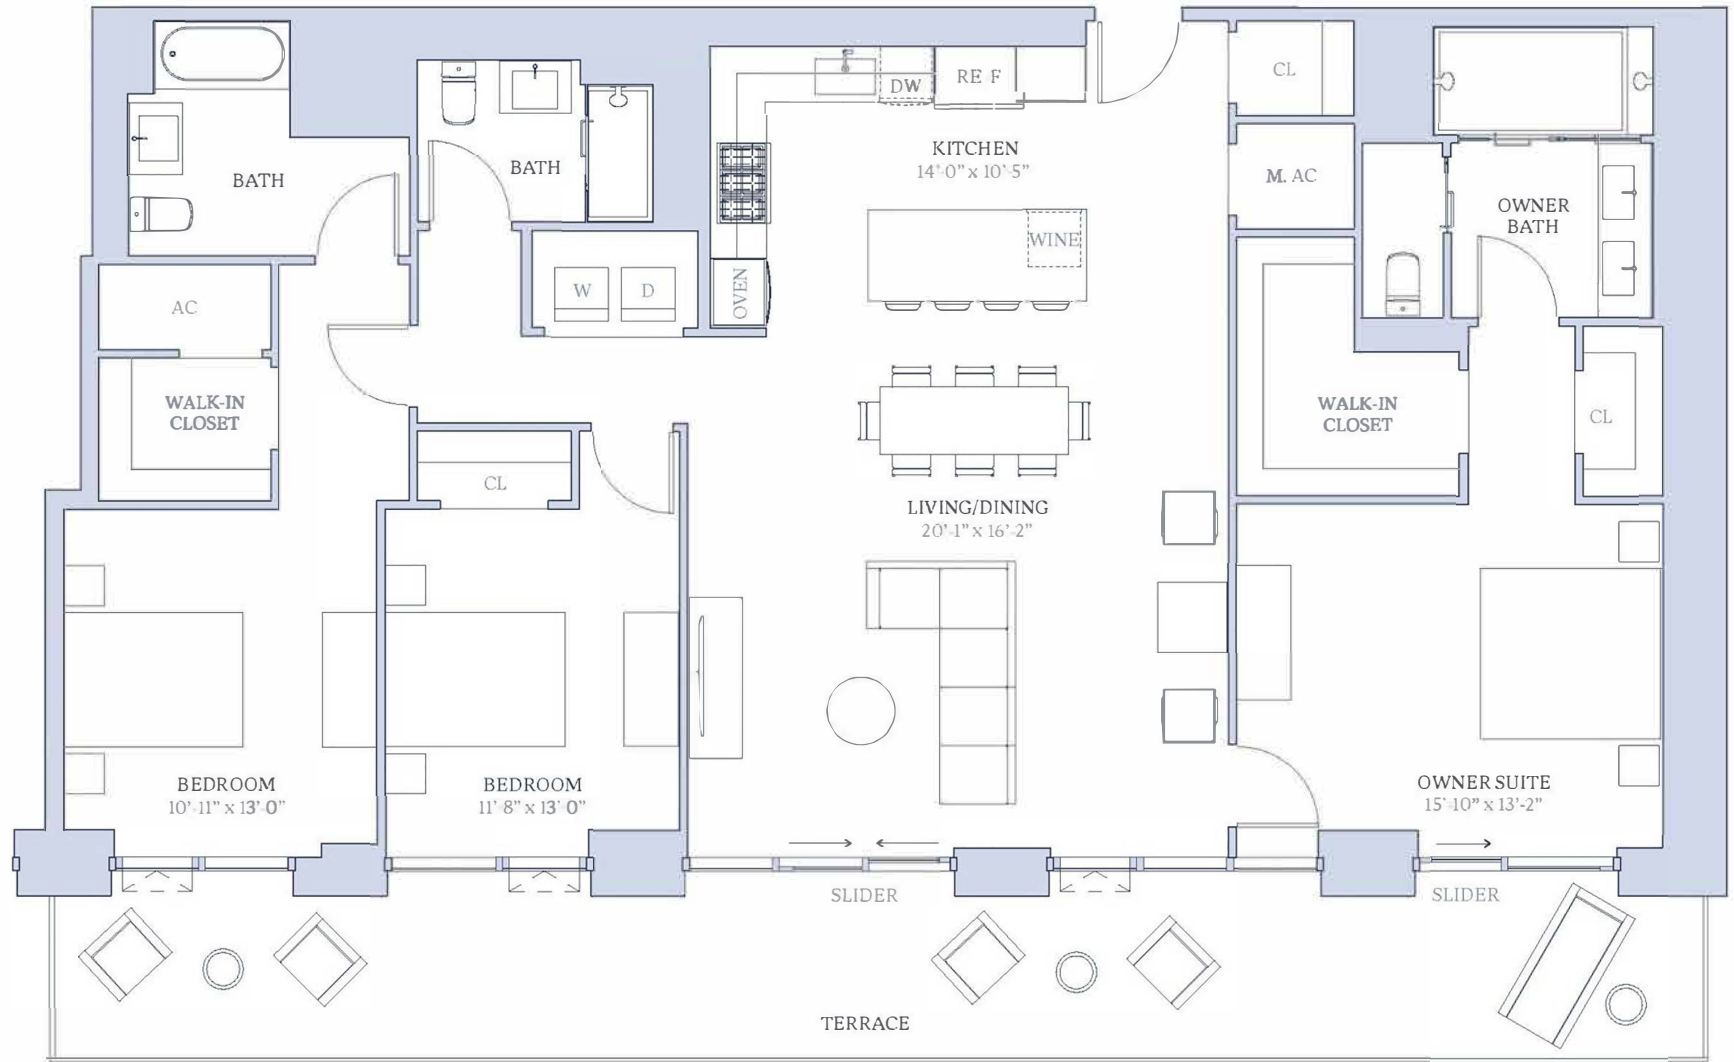 CL
DW
REF
KITCHEN
14'-0" x 10'-5"
BATH
BATH
M. AC
OWNER
BATH
WINE
W
D
OVEN
AC
WALK-IN
CLOSET
WALK-IN
CLOSET
CL
CL
LIVING/DINING
20'-1" x 16'-2"
BEDROOM
10'-11" x 13'-0"
BEDROOM
11'-8" x 13'-0"
OWNER SUITE
15'-10" x 13'-2"
SLIDER
SLIDER
TERRACE